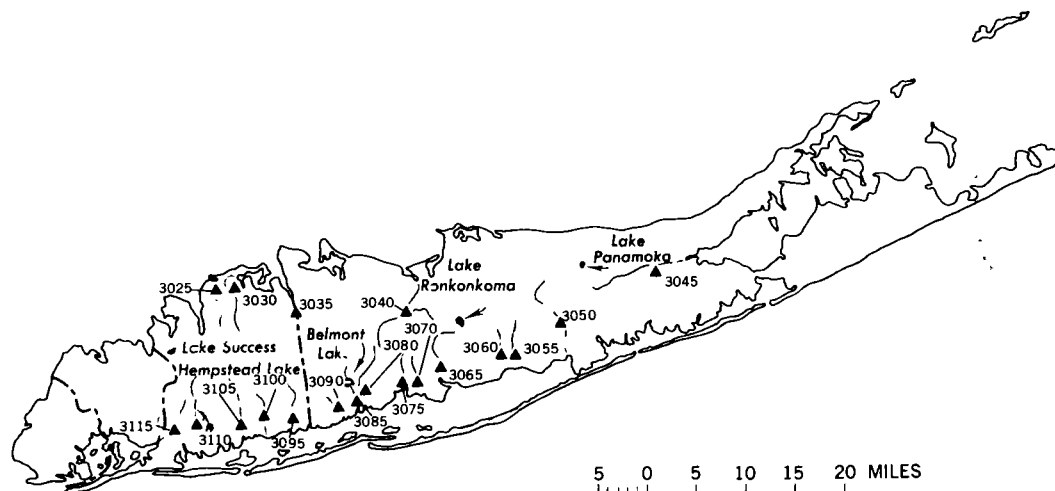 Lake
Panamoka
3045
Lake
Ronkonkoma
3025
3030
3035
3040
3070
3050
Belmont
Lak
3080
3060
3055
Lake Success
Hempstead Lake
3065
3100
3090
3105
3075
3085
3115
3110
3095
5 0 5 10 15 20 MILES